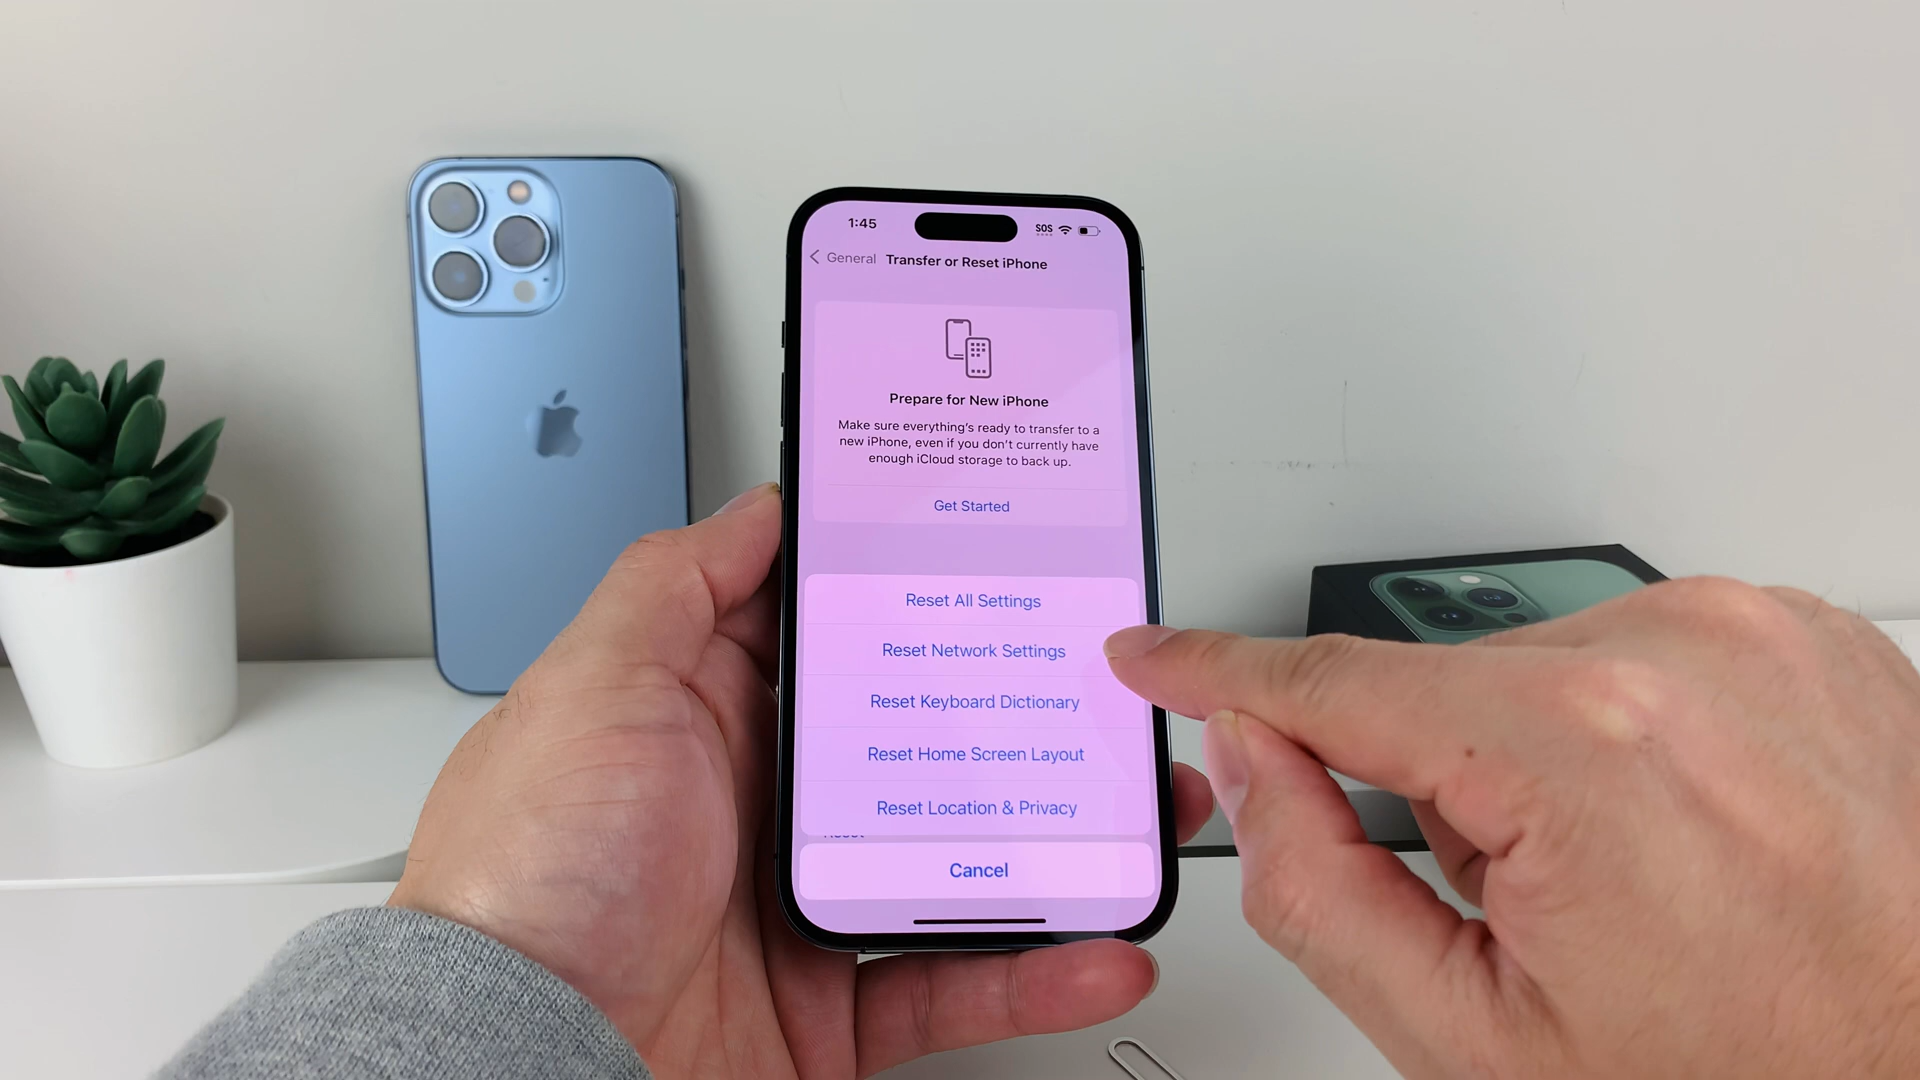 1:45
SOS
General Transfer or Reset iPhone
Prepare for New iPhone
Make sure everything's ready to transfer to a
new iPhone, even if you don't currently have
enough iCloud storage to back up.
Get Started
Reset All Settings
Reset Network Settings
Reset Keyboard Dictionary
Reset Home Screen Layout
Reset Location & Privacy
Reset
Cancel